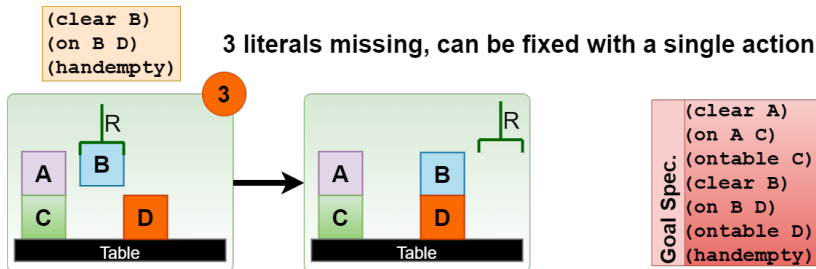 (clear B)
(on B D)
(handempty)
3 literals missing, can be fixed with a single action
3
R
B
A
C
D
Table
R
A
B
C
D
Table
Goal Spec.
(clear A)
(on A C)
(ontable C)
(clear B)
(on B D)
(ontable D)
(handempty)